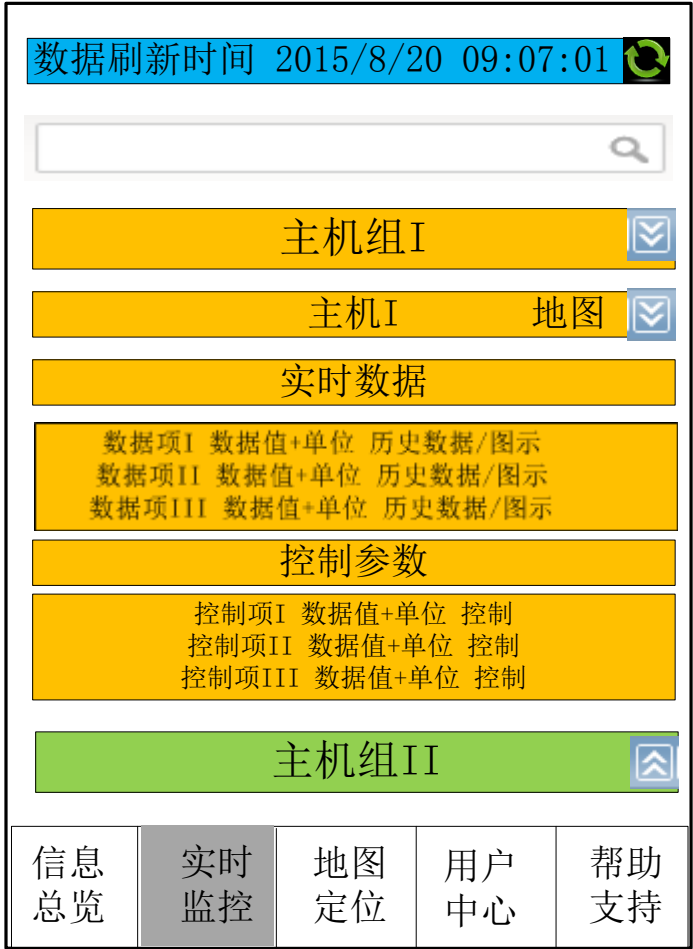 数据刷新时间 2015/8/20 09:07:01
主机组I
主机I 地图
实时数据
数据项I 数据值+单位 历史数据/图示
数据项II 数据值+单位 历史数据/图示
数据项III 数据值+单位 历史数据/图示
控制参数
控制项I 数据值+单位 控制
控制项II 数据值+单位 控制
控制项III 数据值+单位 控制
主机组II
信息总览 实时监控 地图定位 用户中心 帮助支持